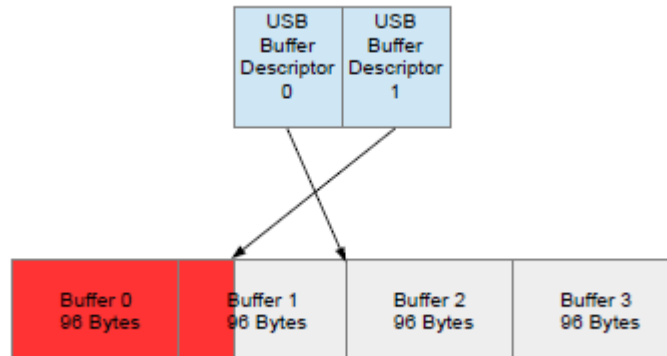 USB
Buffer
Descriptor
0
USB
Buffer
Descriptor
1
Buffer 0
96 Bytes
Buffer 1
96 Bytes
Buffer 2
96 Bytes
Buffer 3
96 Bytes